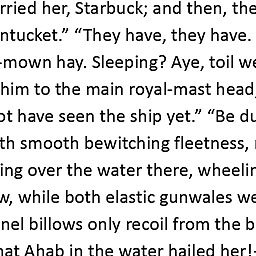 rried her, Starbuck; and then, the
ntucket.” “They have, they have.
-mown hay. Sleeping? Aye, toil we
him to the main royal-mast head,
ot have seen the ship yet.” “Be du
th smooth bewitching fleetness,
ing over the water there, wheelin
w, while both elastic gunwales we
nel billows only recoil from the b
hat Ahab in the water hailed her!-